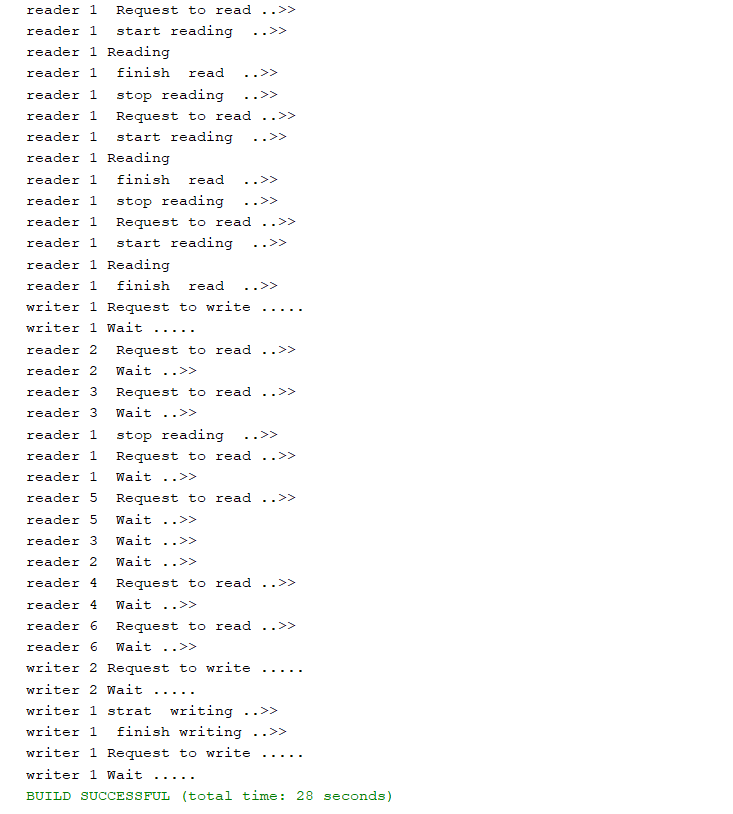 reader 1  Request to read ..>>
reader 1  start reading  ..>>
reader 1 Reading
reader 1  finish  read  ..>>
reader 1  stop reading  ..>>
reader 1  Request to read ..>>
reader 1  start reading  ..>>
reader 1 Reading
reader 1  finish  read  ..>>
reader 1  stop reading  ..>>
reader 1  Request to read ..>>
reader 1  start reading  ..>>
reader 1 Reading
reader 1  finish  read  ..>>
writer 1 Request to write .....
writer 1 Wait .....
reader 2  Request to read ..>>
reader 2  Wait ..>>
reader 3  Request to read ..>>
reader 3  Wait ..>>
reader 1  stop reading  ..>>
reader 1  Request to read ..>>
reader 1  Wait ..>>
reader 5  Request to read ..>>
reader 5  Wait ..>>
reader 3  Wait ..>>
reader 2  Wait ..>>
reader 4  Request to read ..>>
reader 4  Wait ..>>
reader 6  Request to read ..>>
reader 6  Wait ..>>
writer 2 Request to write .....
writer 2 Wait .....
writer 1 strat  writing ..>>
writer 1  finish writing ..>>
writer 1 Request to write .....
writer 1 Wait .....
BUILD SUCCESSFUL (total time: 28 seconds)